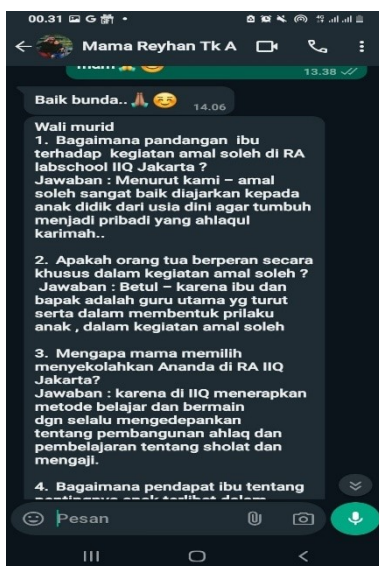 00.31
Mama Reyhan Tk A
13.38
Baik bunda..
14.06
Wali murid
1. Bagaimana pandangan ibu
terhadap kegiatan amal soleh di RA
labschool IIQ Jakarta ?
Jawaban : Menurut kami – amal
soleh sangat baik diajarkan kepada
anak didik dari usia dini agar tumbuh
menjadi pribadi yang ahlaqul
karimah..
2. Apakah orang tua berperan secara
khusus dalam kegiatan amal soleh ?
Jawaban : Betul – karena ibu dan
bapak adalah guru utama yg turut
serta dalam membentuk prilaku
anak , dalam kegiatan amal soleh
3. Mengapa mama memilih
menyekolahkan Ananda di RA IIQ
Jakarta?
Jawaban : karena di IIQ menerapkan
metode belajar dan bermain
dgn selalu mengedepankan
tentang pembangunan ahlaq dan
pembelajaran tentang sholat dan
mengaji.
4. Bagaimana pendapat ibu tentang
Pesan